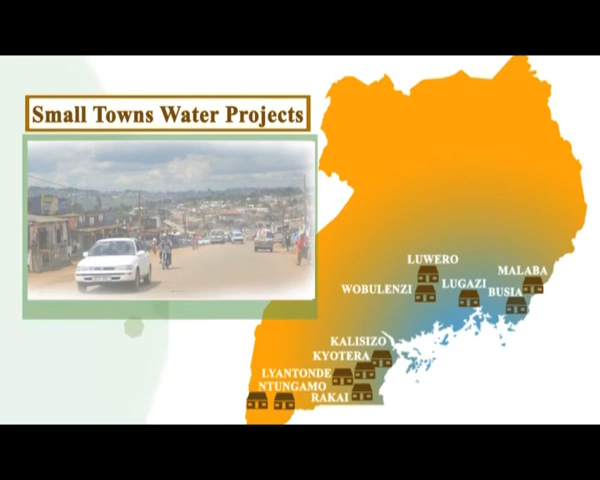 Small Towns Water Projects
LUWERO
MALABA
WOBULENZI
LUGAZI
BUSIA
KALISIZO
KYOTERA
LYANTONDE
NTUNGAMO
RAKAI